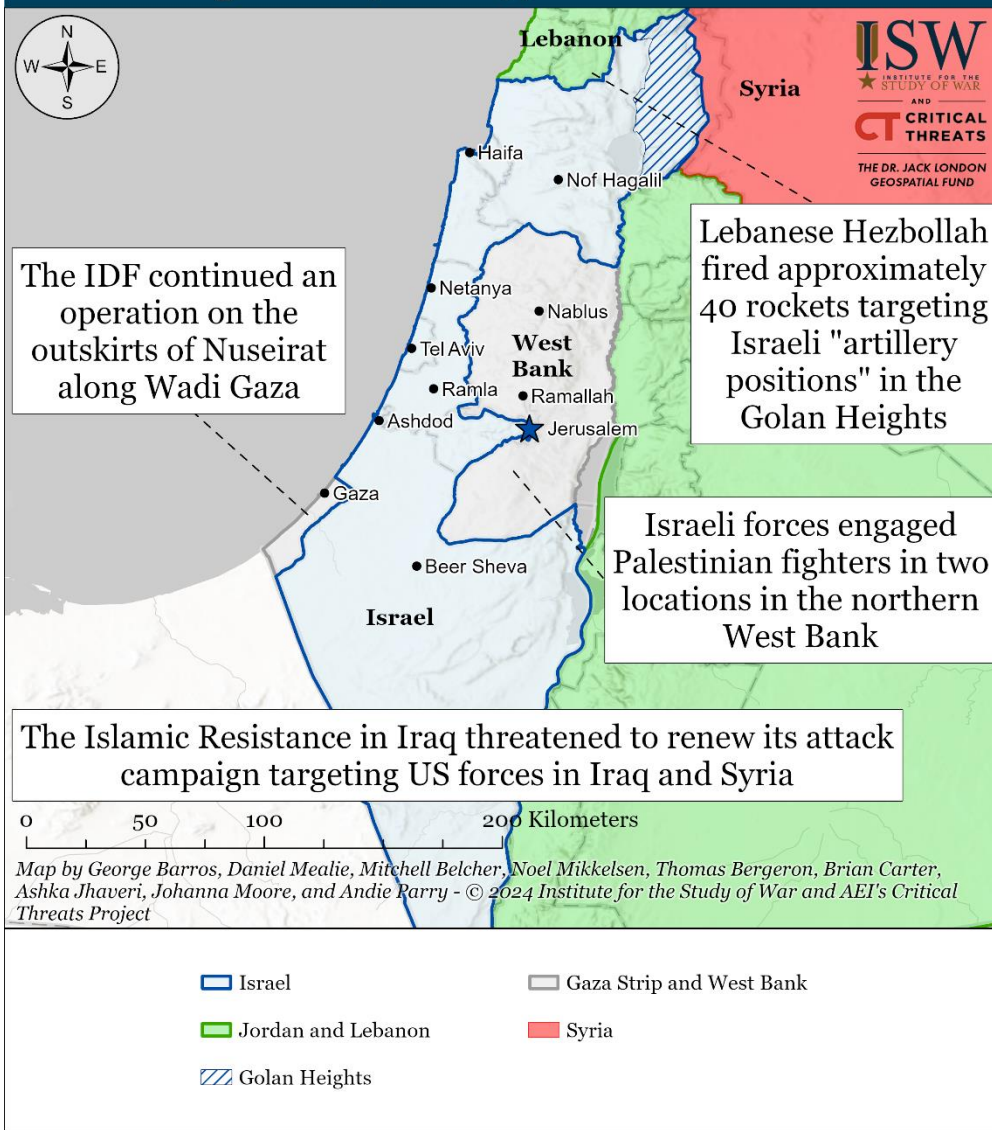 N
W
E
S
Lebanon
Syria
ISW
INSTITUTE FOR THE
STUDY OF WAR
AND
CT CRITICAL
THREATS
THE DR. JACK LONDON
GEOSPATIAL FUND
Haifa
Nof Hagalil
Lebanese Hezbollah
fired approximately
40 rockets targeting
Israeli "artillery
positions" in the
Golan Heights
The IDF continued an
operation on the
outskirts of Nuseirat
along Wadi Gaza
Netanya
Nablus
Tel Aviv
West
Bank
Ramla
Ramallah
Ashdod
Jerusalem
Gaza
Israeli forces engaged
Palestinian fighters in two
locations in the northern
West Bank
Beer Sheva
Israel
The Islamic Resistance in Iraq threatened to renew its attack
campaign targeting US forces in Iraq and Syria
0 50 100 200 Kilometers
Map by George Barros, Daniel Mealie, Mitchell Belcher, Noel Mikkelsen, Thomas Bergeron, Brian Carter,
Ashka Jhaveri, Johanna Moore, and Andie Parry - © 2024 Institute for the Study of War and AEI's Critical
Threats Project
Israel
Gaza Strip and West Bank
Jordan and Lebanon
Syria
Golan Heights